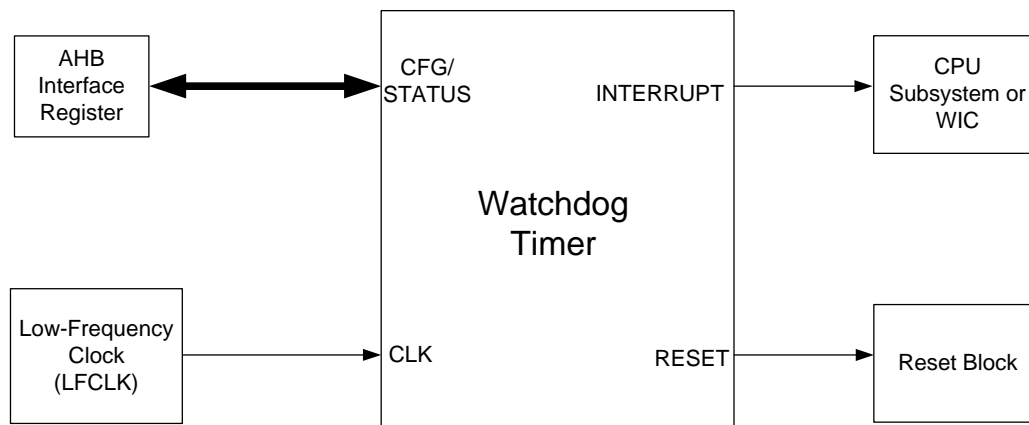 AHB
Interface
Register
CFG/
STATUS
INTERRUPT
CPU
Subsystem or
WIC
Watchdog
Timer
Low-Frequency
Clock
(LFCLK)
CLK
RESET
Reset Block